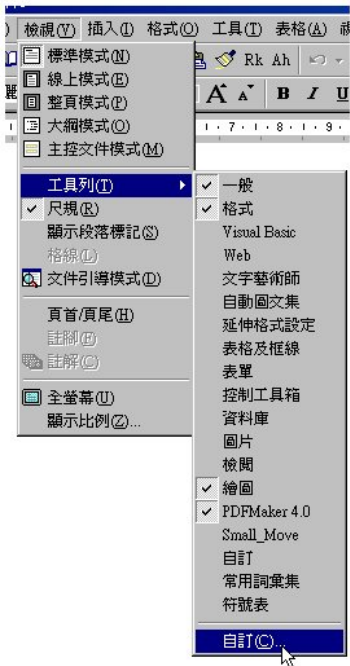 檢視(V) 插入(I) 格式(O) 工具(T) 表格(A)
Rk Ah
A A B I U
7 8 9
標準模式(N)
線上模式(E)
整頁模式(P)
大綱模式(O)
主控文件模式(M)
工具列(T)
尺規(R)
顯示段落標記(S)
格線(L)
文件引導模式(D)
頁首/頁尾(H)
註腳(F)
註解(C)
全螢幕(U)
顯示比例(Z)...
一般
格式
Visual Basic
Web
文字藝術師
自動圖文集
延伸格式設定
表格及框線
表單
控制工具箱
資料庫
圖片
檢閱
繪圖
PDFMaker 4.0
Small_Move
自訂
常用詞彙集
符號表
自訂(C)...